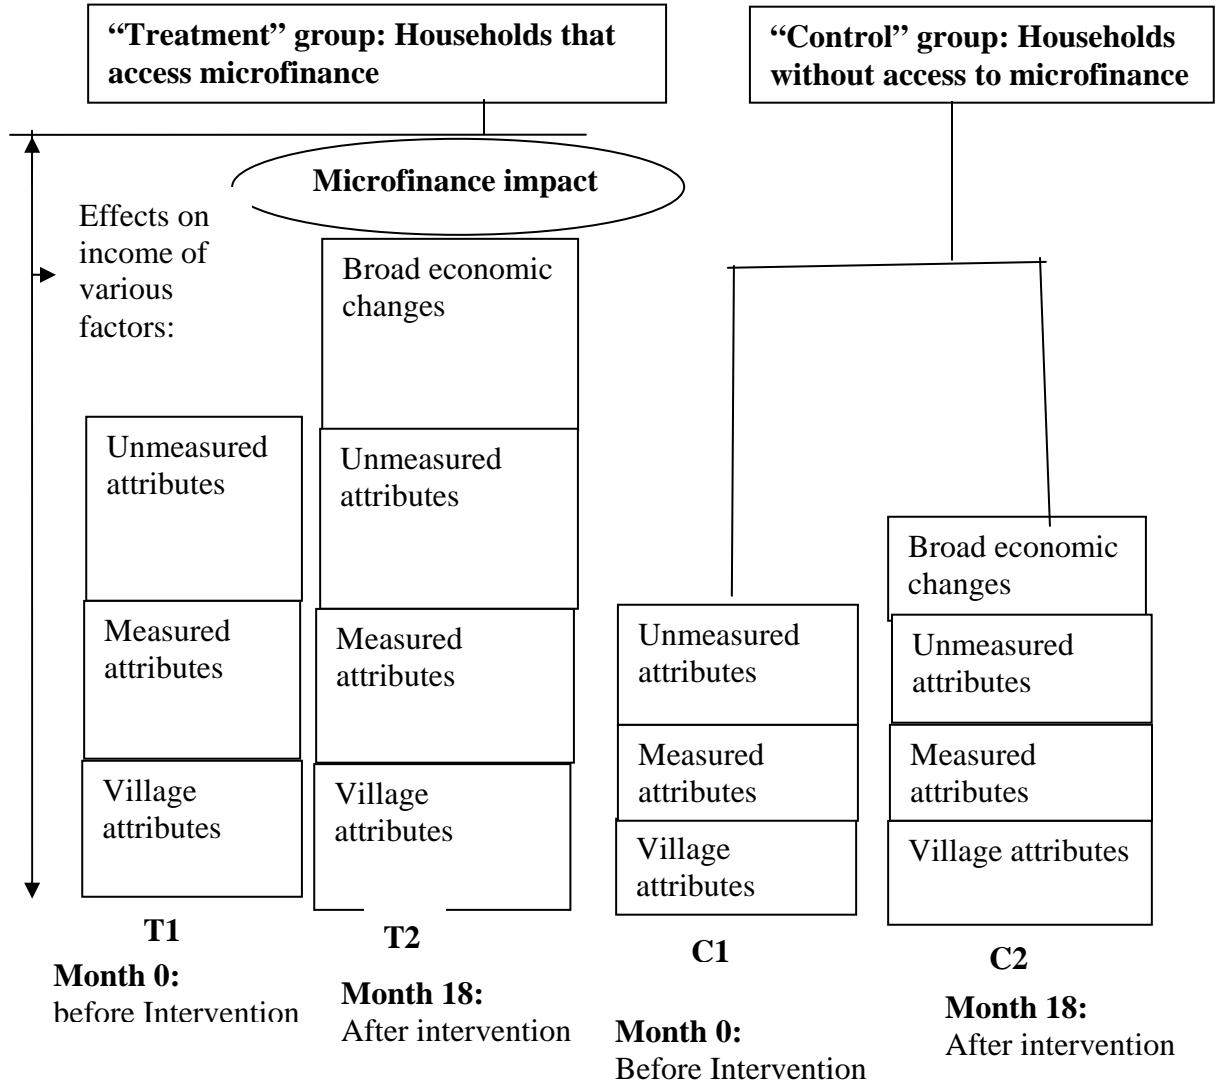 “Treatment” group: Households that
access microfinance
“Control” group: Households
without access to microfinance
Microfinance impact
Effects on
income of
various
factors:
Broad economic
changes
Unmeasured
attributes
Unmeasured
attributes
Measured
attributes
Measured
attributes
Village
attributes
Village
attributes
Broad economic
changes
Unmeasured
attributes
Unmeasured
attributes
Measured
attributes
Measured
attributes
Village
attributes
Village attributes
T1
T2
C1
C2
Month 0:
before Intervention
Month 18:
After intervention
Month 0:
Before Intervention
Month 18:
After intervention